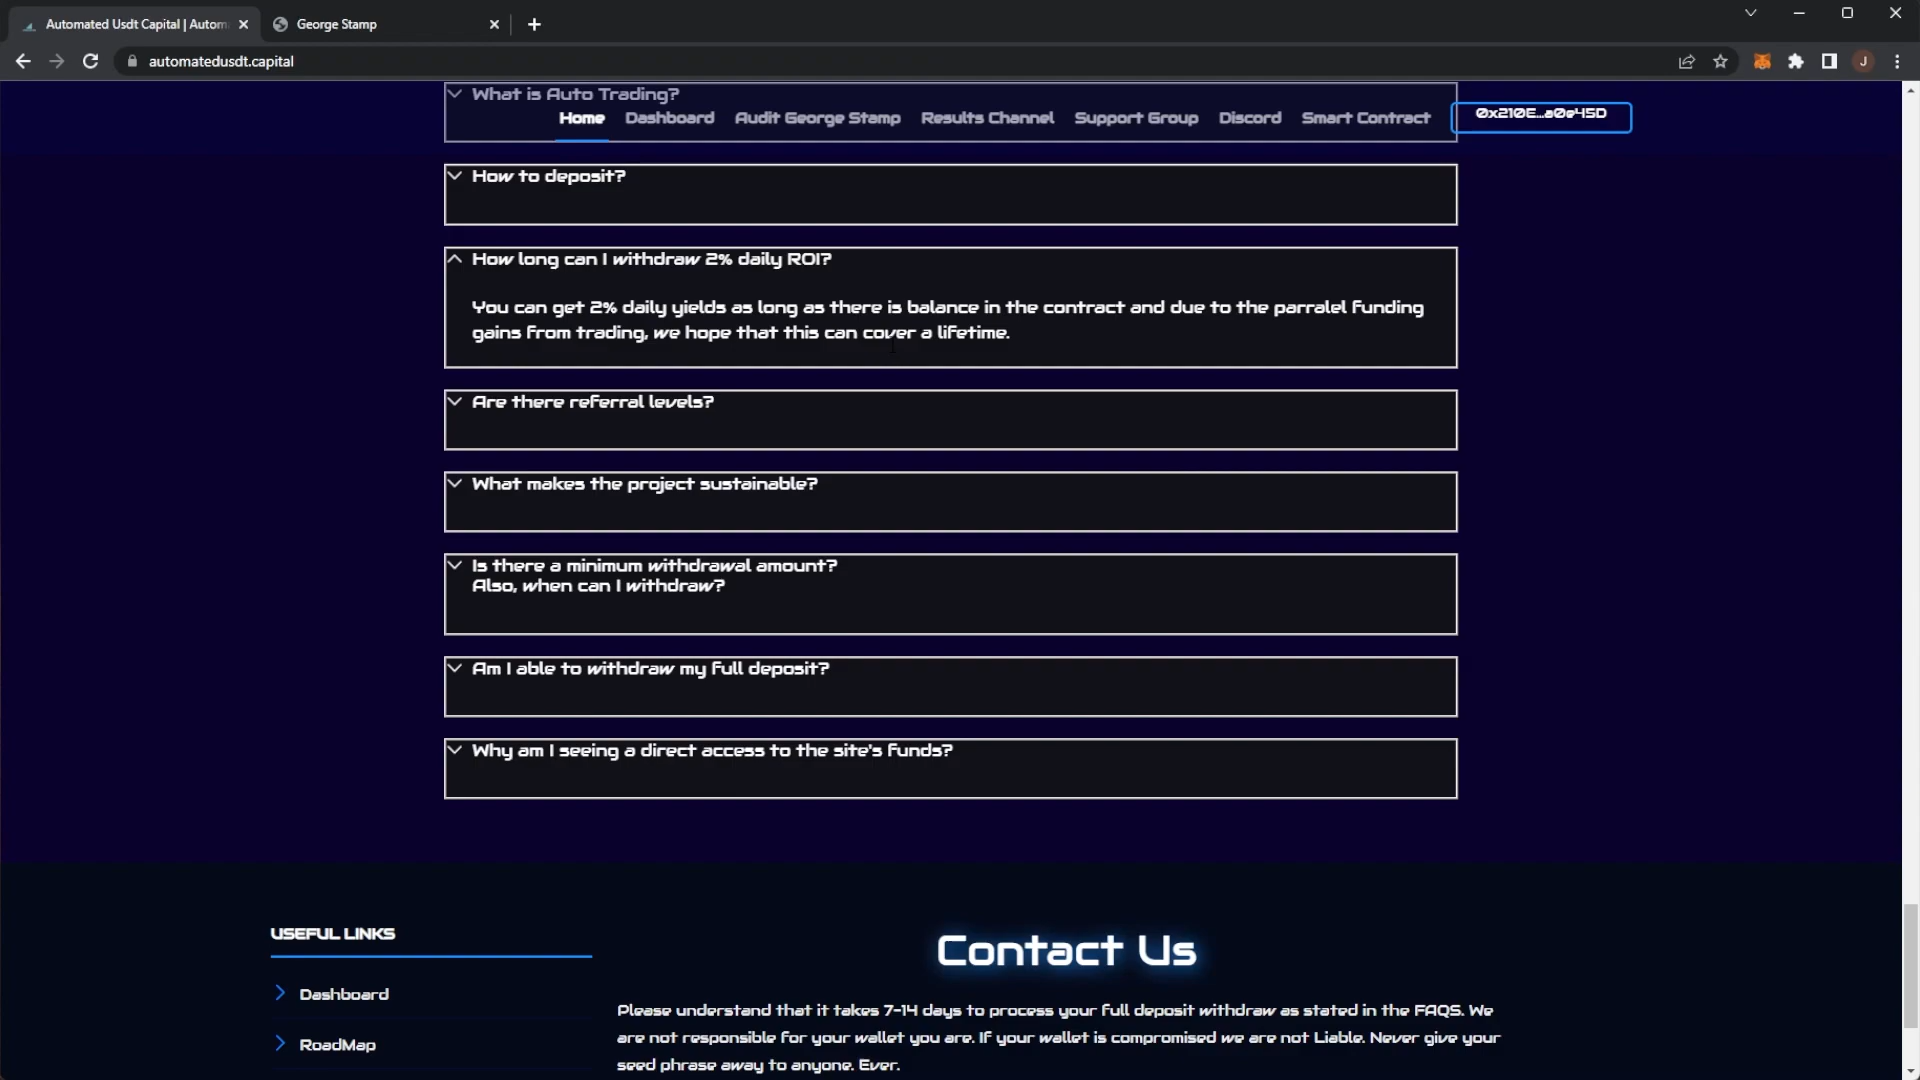 Automated Usdt Capital | Autom
George Stamp
automatedusdt.capital
J
What is Auto Trading?
Home Dashboard Audit George Stamp Results Channel Support Group Discord Smart Contract 0x210E...a0e45D
How to deposit?
How long can I withdraw 2% daily ROI?
You can get 2% daily yields as long as there is balance in the contract and due to the parralel funding
gains from trading, we hope that this can cover a lifetime.
Are there referral levels?
What makes the project sustainable?
Is there a minimum withdrawal amount?
Also, when can I withdraw?
Am I able to withdraw my full deposit?
Why am I seeing a direct access to the site's funds?
USEFUL LINKS
Dashboard
RoadMap
Contact Us
Please understand that it takes 7-14 days to process your full deposit withdraw as stated in the FAQS. We
are not responsible for your wallet you are. If your wallet is compromised we are not Liable. Never give your
seed phrase away to anyone. Ever.